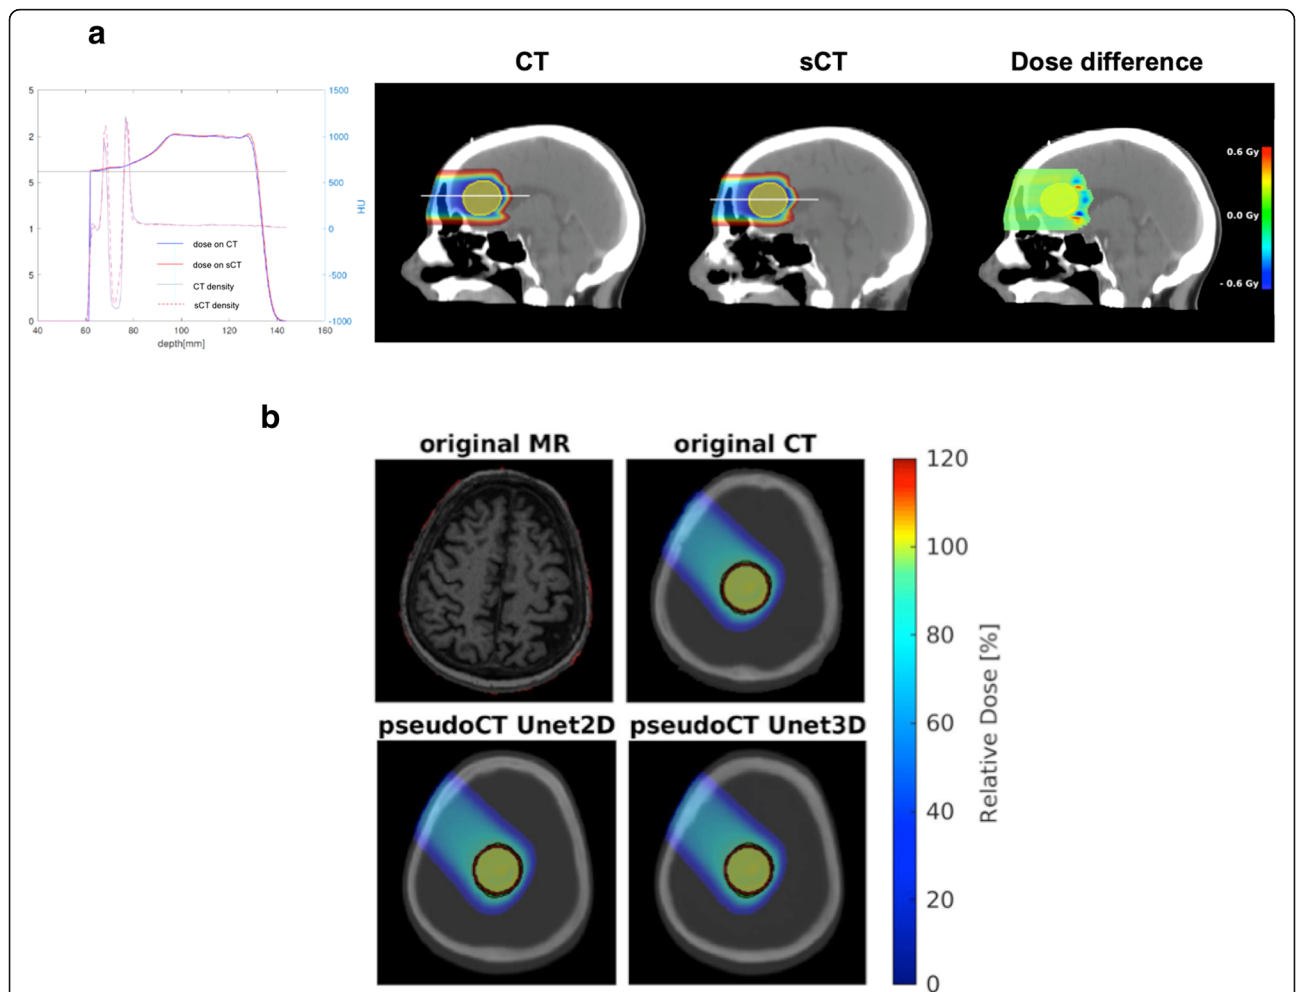 a
CT
sCT
Dose difference
5
2
5
1
5
0
1500
1000
500
0
-500
-1000
HU
dose on CT
dose on sCT
CT density
sCT density
40
60
80
100
120
140
160
depth[mm]
0.6 Gy
0.0 Gy
- 0.6 Gy
b
original MR
original CT
pseudoCT Unet2D
pseudoCT Unet3D
120
100
80
60
40
20
0
Relative Dose [%]